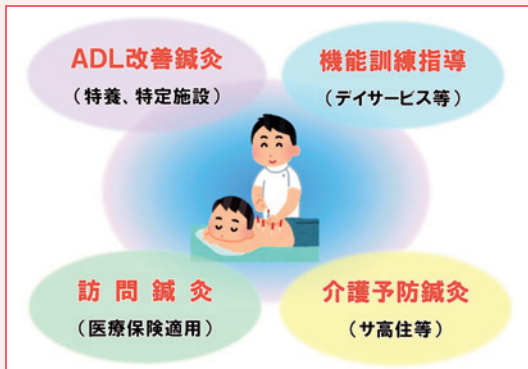 ADL改善鍼灸
（特養、特定施設）
機能訓練指導
（デイサービス等）
訪問鍼灸
（医療保険適用）
介護予防鍼灸
（サ高住等）